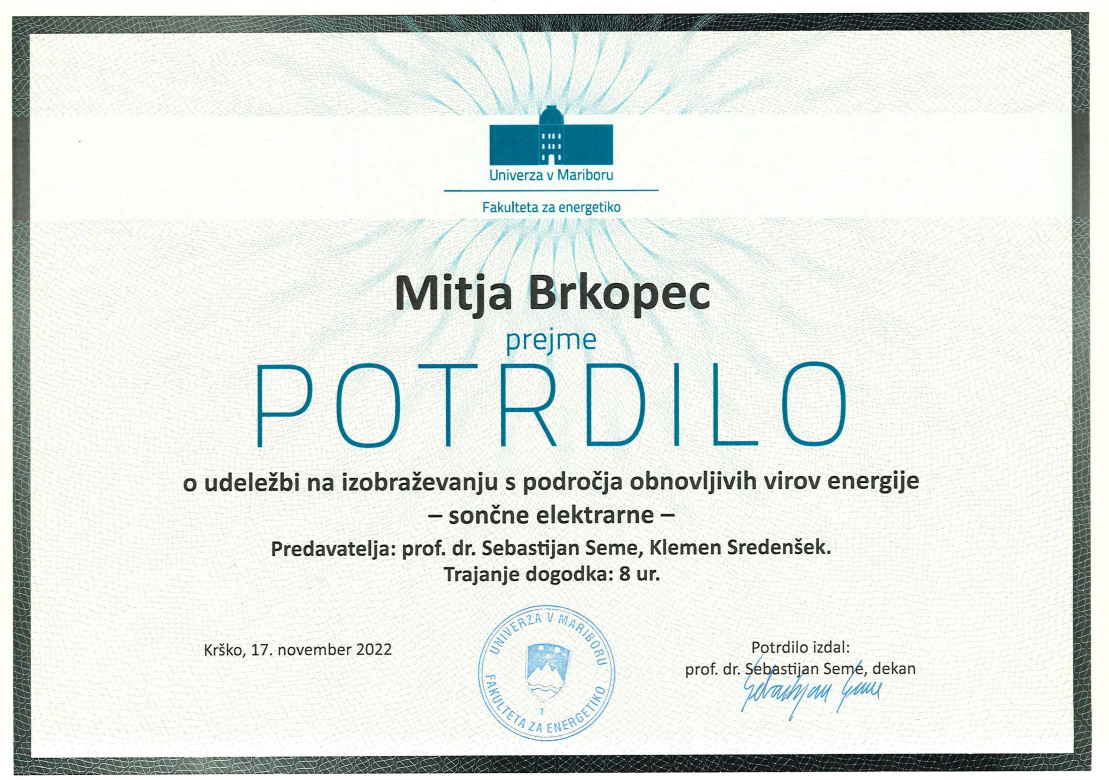 Univerza v Mariboru
Fakulteta za energetiko
Mitja Brkopec
prejme
POTRDILO
o udeležbi na izobraževanju s področja obnovljivih virov energije
– sončne elektrarne –
Predavatelja: prof. dr. Sebastijan Seme, Klemen Sredenšek.
Trajanje dogodka: 8 ur.
Krško, 17. november 2022
UNIVERZA V MARIBORU
FAKULTETA ZA ENERGETIKO
1
Potrdilo izdal:
prof. dr. Sebastijan Seme, dekan
Sebastijan Seme